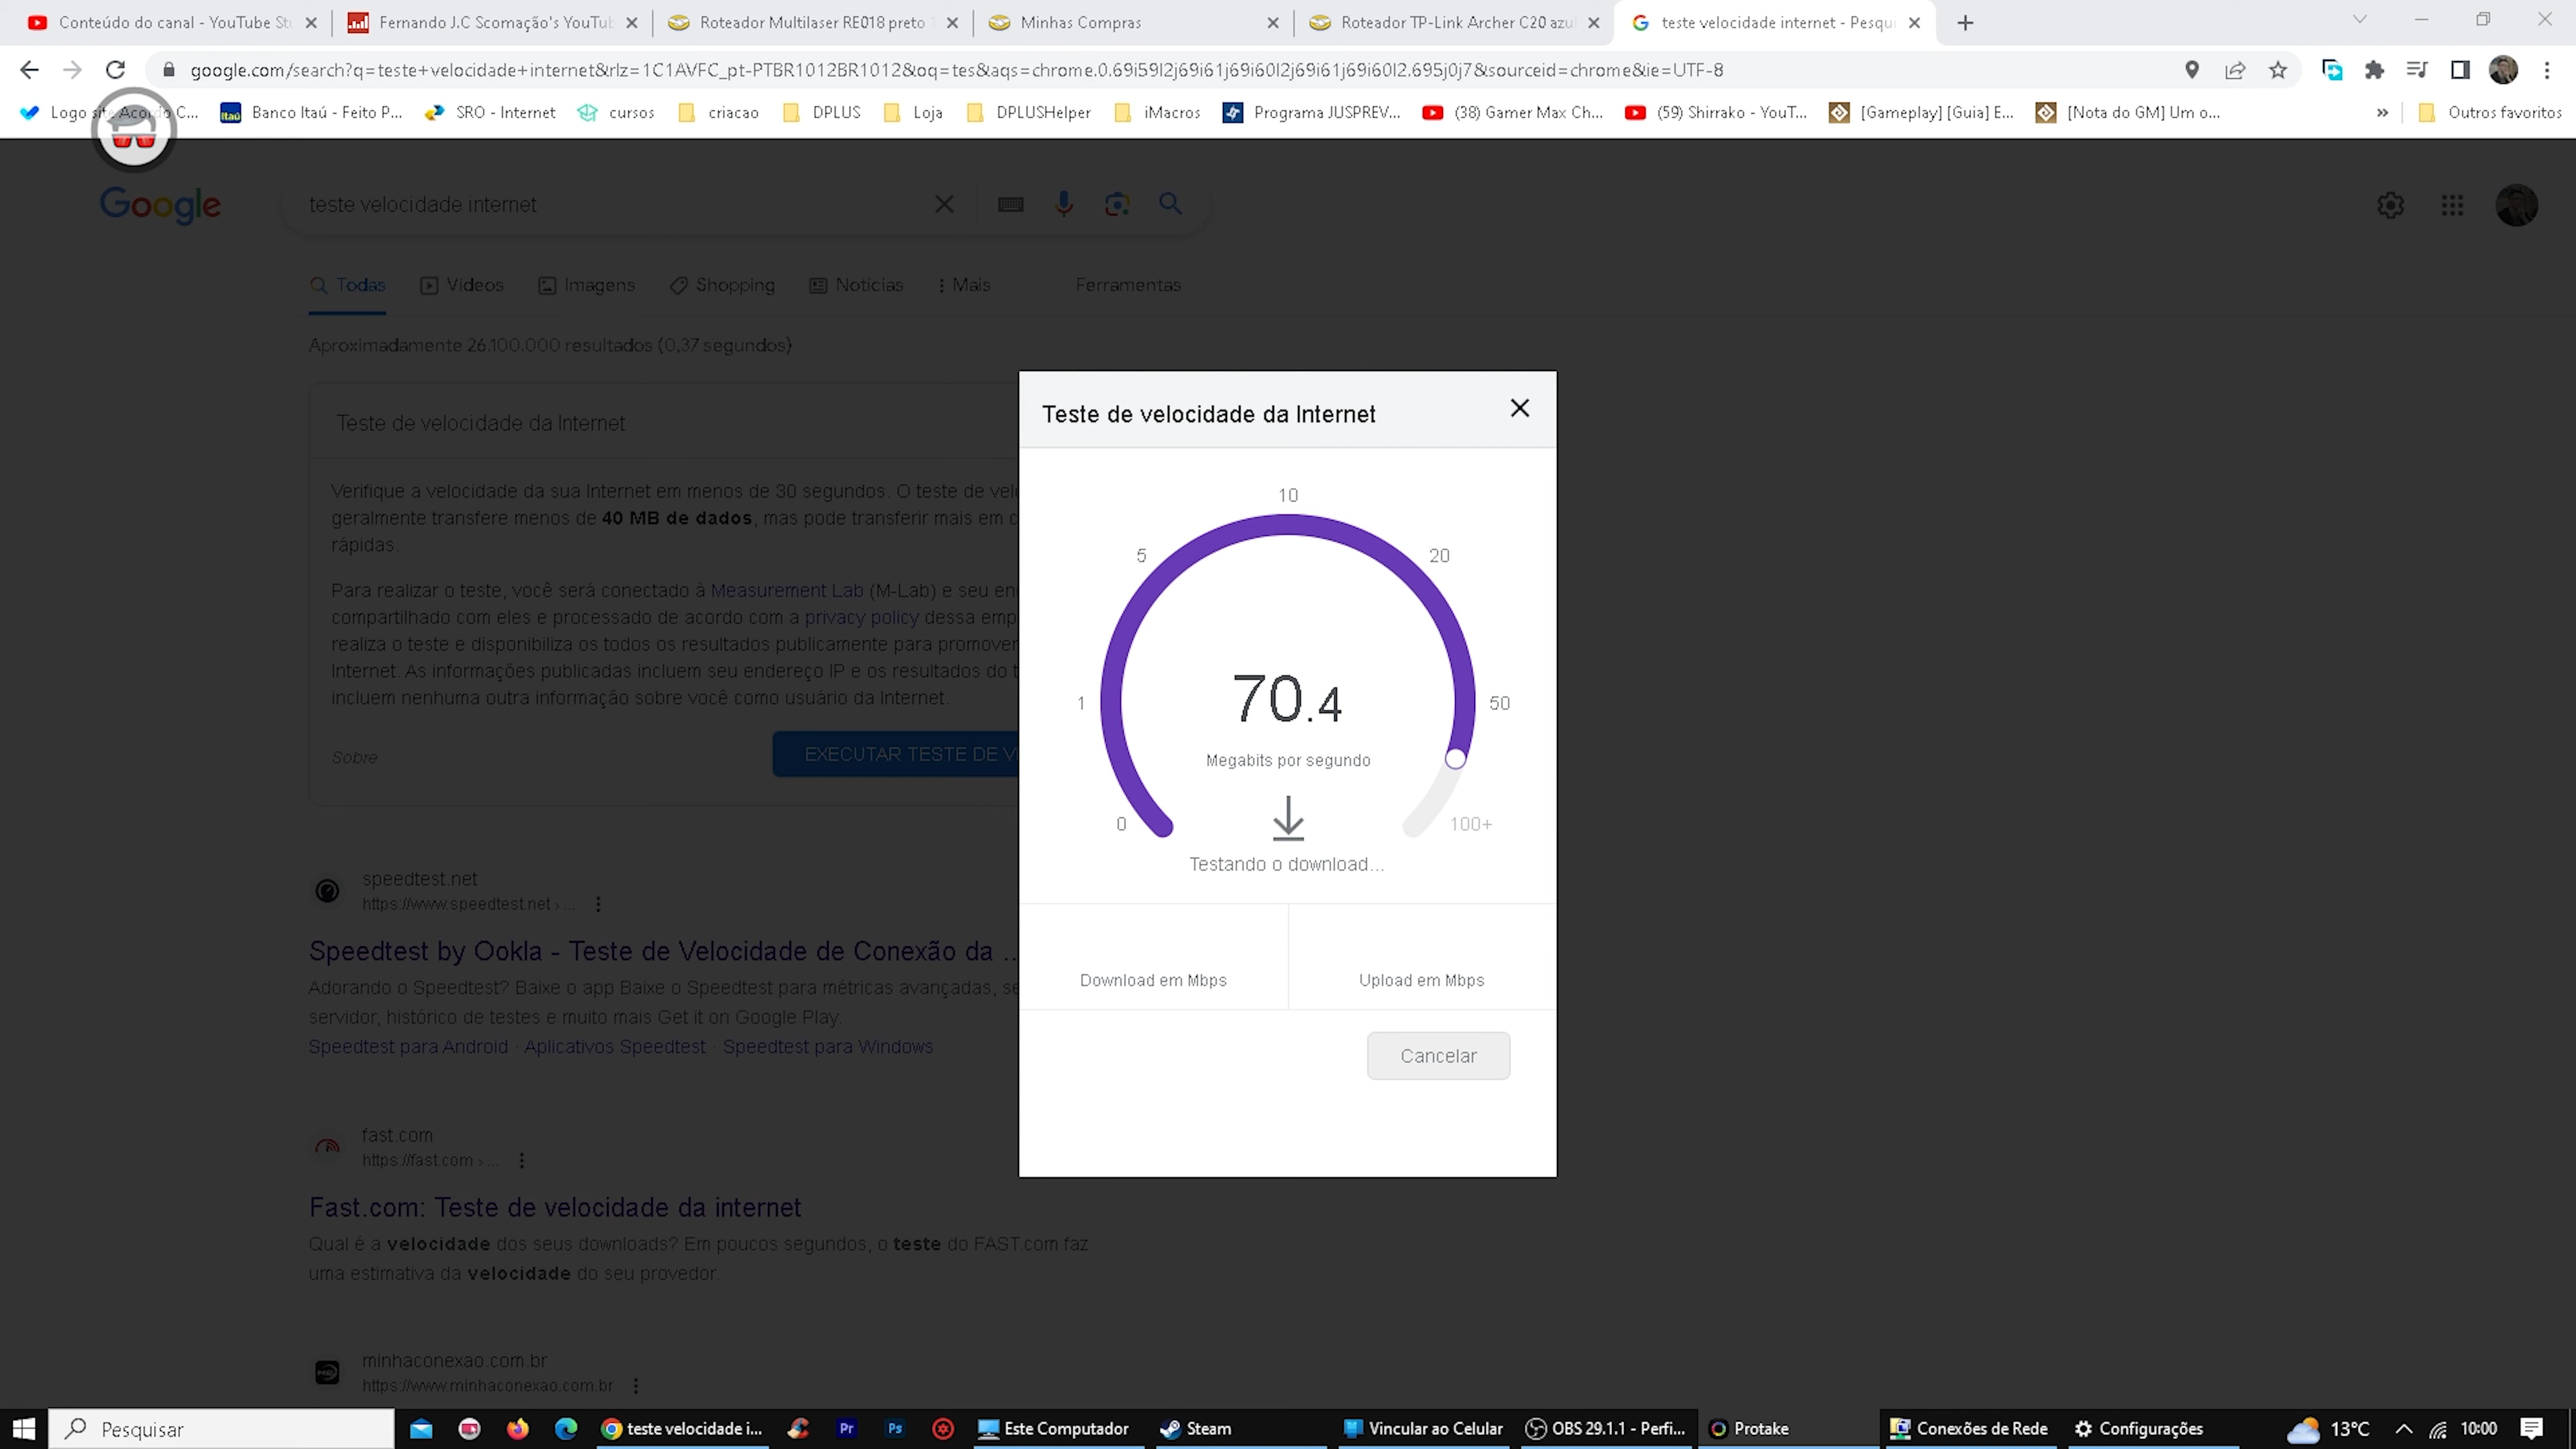 Conteúdo do canal - YouTube Stu
Fernando J.C Scomação's YouTub
Roteador Multilaser RE018 preto 1
Minhas Compras
Roteador TP-Link Archer C20 azul
teste velocidade internet - Pesqui
google.com/search?q=teste+velocidade+internet&rlz=1C1AVFC_pt-PTBR1012BR1012&oq=tes&aqs=chrome.0.69i59l2j69i61j69i60l2j69i61j69i60l2.695j0j7&sourceid=chrome&ie=UTF-8
Logo site Acordo C...
Itaú
Banco Itaú - Feito P...
SRO - Internet
cursos
criacao
DPLUS
Loja
DPLUSHelper
iMacros
Programa JUSPREV...
(38) Gamer Max Ch...
(59) Shirrako - YouT...
[Gameplay] [Guia] E...
[Nota do GM] Um o...
Outros favoritos
Google
teste velocidade internet
Todas
Vídeos
Imagens
Shopping
Notícias
Mais
Ferramentas
Aproximadamente 26.100.000 resultados (0,37 segundos)
Teste de velocidade da Internet
Verifique a velocidade da sua Internet em menos de 30 segundos. O teste de vel
geralmente transfere menos de 40 MB de dados, mas pode transferir mais em c
rápidas.
Para realizar o teste, você será conectado à Measurement Lab (M-Lab) e seu en
compartilhado com eles e processado de acordo com a privacy policy dessa emp
realiza o teste e disponibiliza os todos os resultados publicamente para promover
Internet. As informações publicadas incluem seu endereço IP e os resultados do t
incluem nenhuma outra informação sobre você como usuário da Internet.
Sobre
EXECUTAR TESTE DE V
Teste de velocidade da Internet
10
5
20
1
50
70.4
Megabits por segundo
0
100+
Testando o download...
Download em Mbps
Upload em Mbps
Cancelar
speedtest.net
https://www.speedtest.net › ...
Speedtest by Ookla - Teste de Velocidade de Conexão da ...
Adorando o Speedtest? Baixe o app Baixe o Speedtest para métricas avançadas, se
servidor, histórico de testes e muito mais Get it on Google Play.
Speedtest para Android · Aplicativos Speedtest · Speedtest para Windows
fast.com
https://fast.com › ...
Fast.com: Teste de velocidade da internet
Qual é a velocidade dos seus downloads? Em poucos segundos, o teste do FAST.com faz
uma estimativa da velocidade do seu provedor.
minhaconexao.com.br
https://www.minhaconexao.com.br
Pesquisar
teste velocidade i...
Pr
Ps
Este Computador
Steam
Vincular ao Celular
OBS 29.1.1 - Perfi...
Protake
Conexões de Rede
Configurações
13°C
10:00